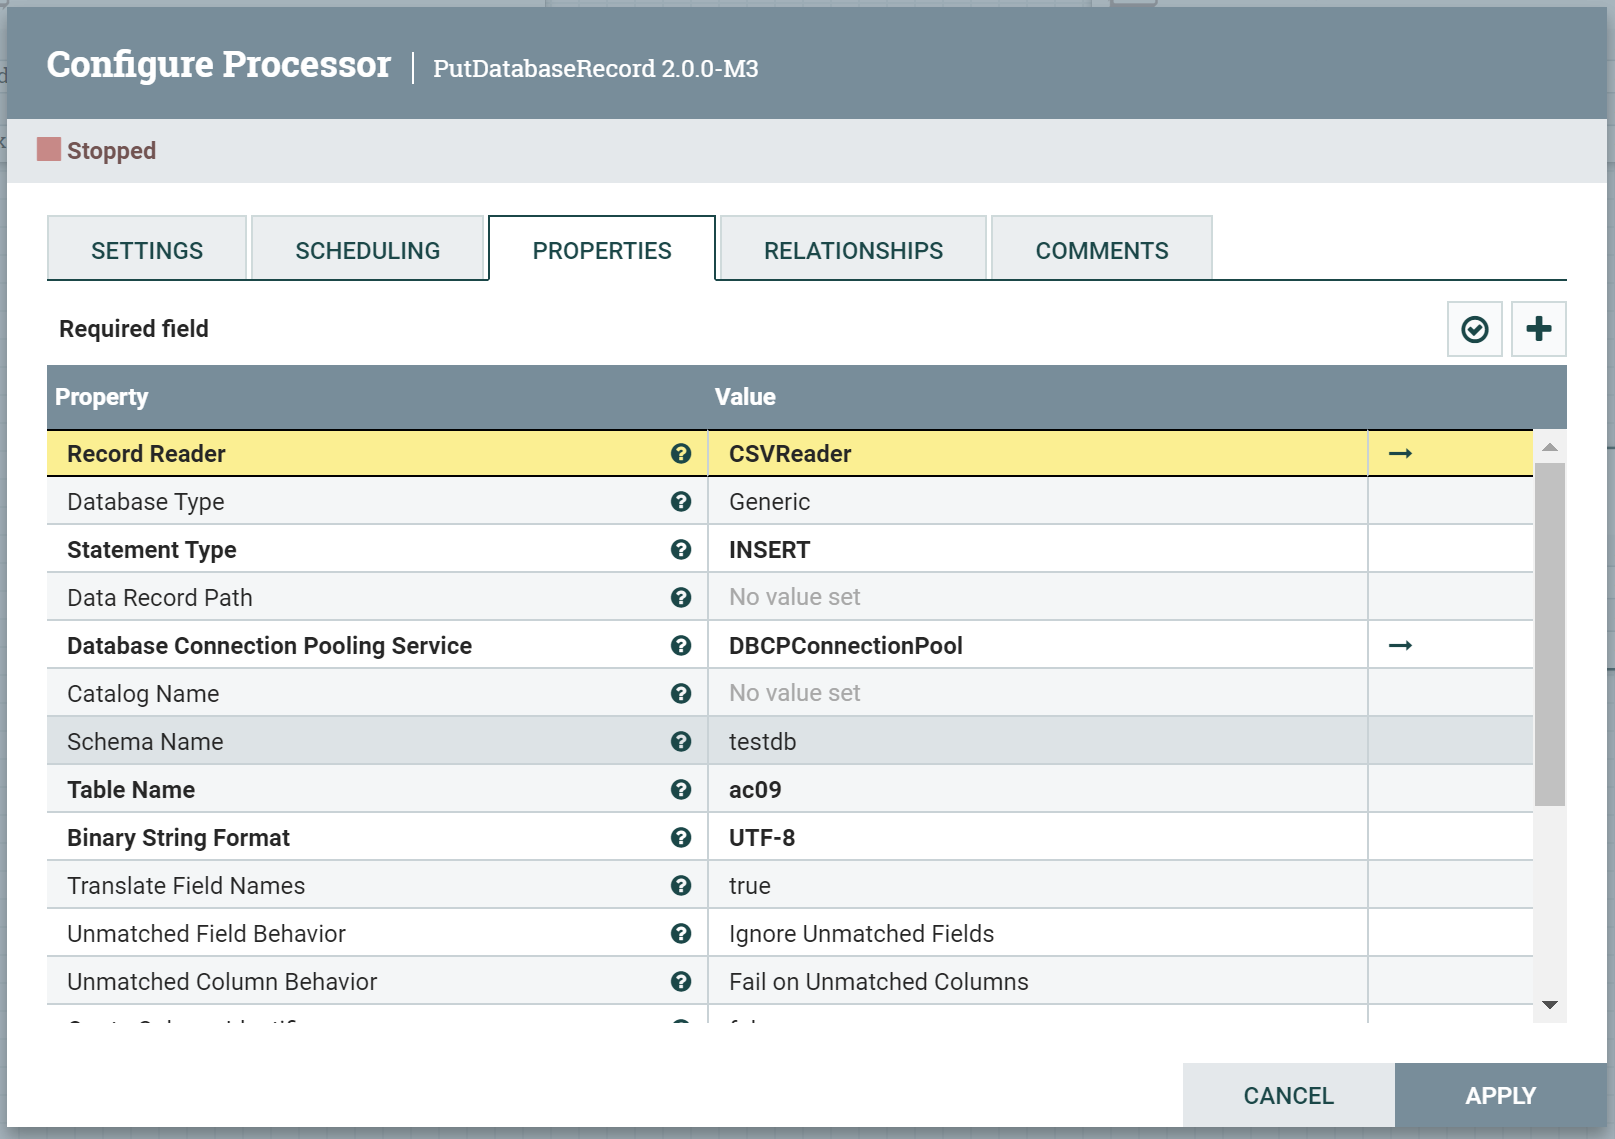 Configure Processor | PutDatabaseRecord 2.0.0-M3
Stopped
SETTINGS SCHEDULING PROPERTIES RELATIONSHIPS COMMENTS
Required field
Property Value
Record Reader CSVReader
Database Type Generic
Statement Type INSERT
Data Record Path No value set
Database Connection Pooling Service DBCPConnectionPool
Catalog Name No value set
Schema Name testdb
Table Name ac09
Binary String Format UTF-8
Translate Field Names true
Unmatched Field Behavior Ignore Unmatched Fields
Unmatched Column Behavior Fail on Unmatched Columns
CANCEL APPLY